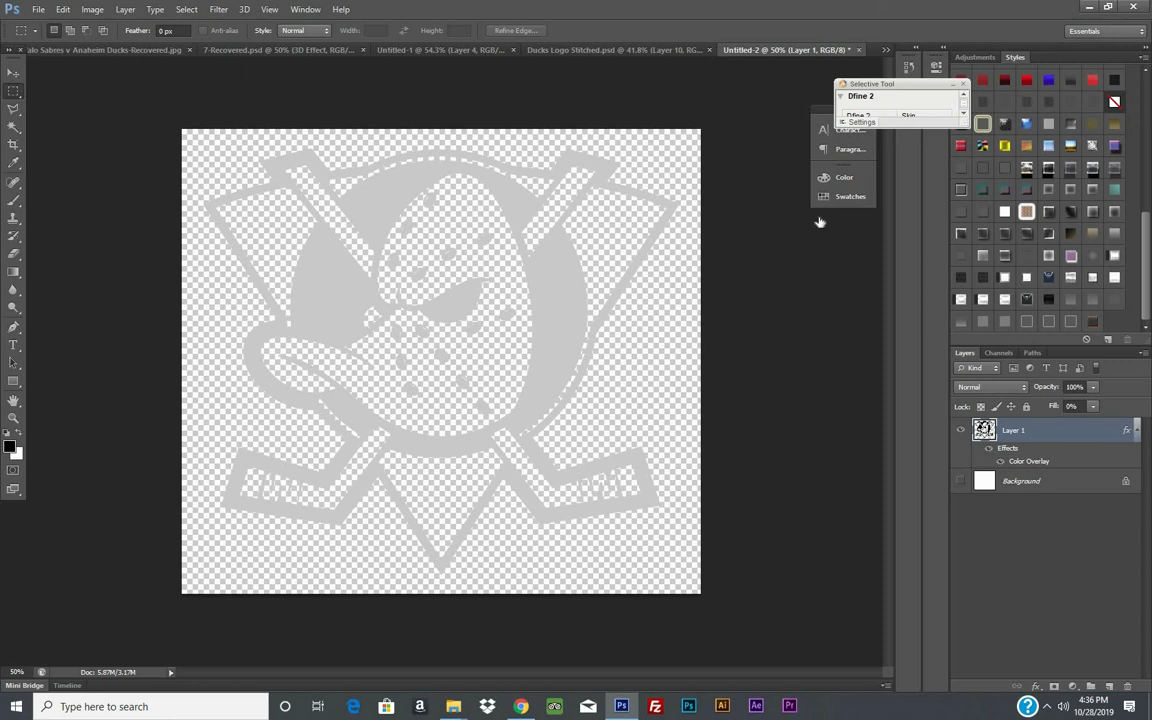 Ps File Edit Image Layer Type Select Filter 3D View Window Help
Feather: 0 px Anti-alias Style: Normal Width: Height: Refine Edge... Essentials
alo Sabres v Anaheim Ducks-Recovered.jpg × 7-Recovered.psd @ 50% (3D Effect, RGB/... × Untitled-1 @ 54.3% (Layer 4, RGB/... × Ducks Logo Stitched.psd @ 41.8% (Layer 10, RG... × Untitled-2 @ 50% (Layer 1, RGB/8) * ×
Adjustments Styles
Selective Tool
Dfine 2
Dfine 2 Skin
Settings
Charact...
Paragra...
Color
Swatches
Layers Channels Paths
Kind
Normal Opacity: 100%
Lock: Fill: 0%
Layer 1 fx
Effects
Color Overlay
Background
50% Doc: 5.87M/3.17M
Mini Bridge Timeline
Type here to search
4:36 PM
10/28/2019